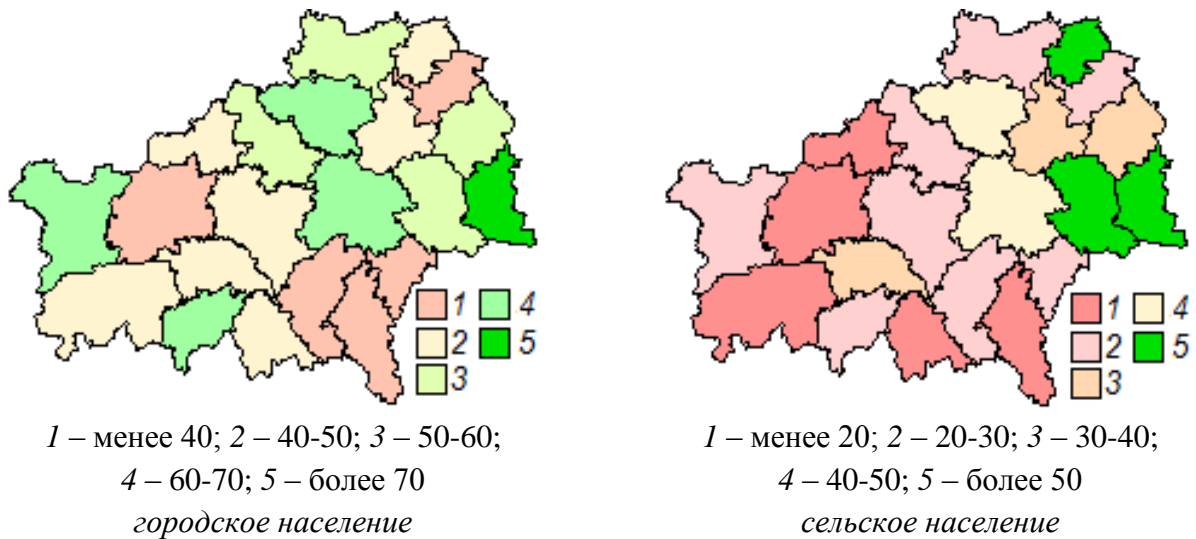 1 4
2 5
3
1 – менее 40; 2 – 40-50; 3 – 50-60;
4 – 60-70; 5 – более 70
городское население
1 4
2 5
3
1 – менее 20; 2 – 20-30; 3 – 30-40;
4 – 40-50; 5 – более 50
сельское население